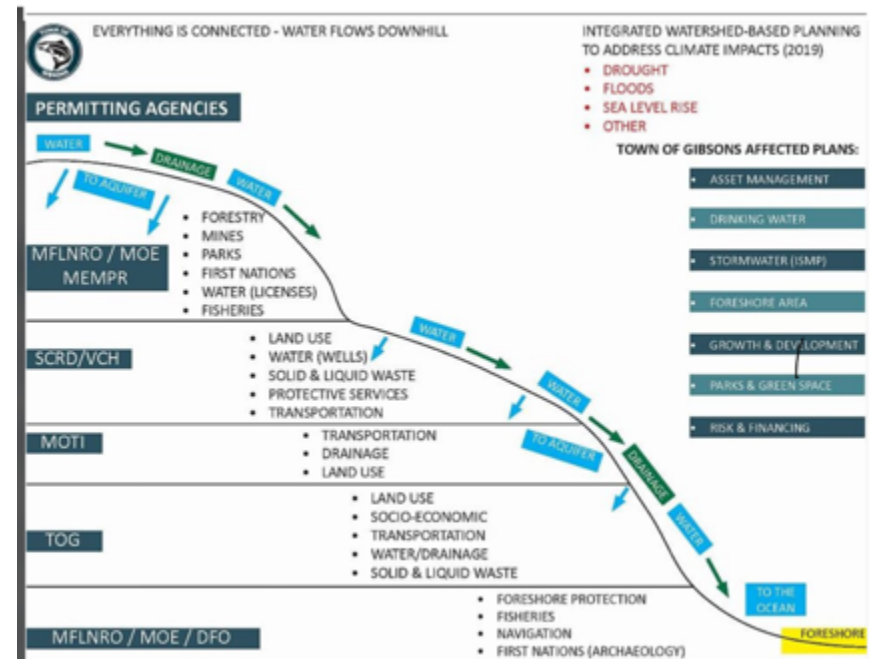 TOWN OF
GIBSONS
EVERYTHING IS CONNECTED - WATER FLOWS DOWNHILL
INTEGRATED WATERSHED-BASED PLANNING
TO ADDRESS CLIMATE IMPACTS (2019)
• DROUGHT
• FLOODS
• SEA LEVEL RISE
• OTHER
TOWN OF GIBSONS AFFECTED PLANS:
• ASSET MANAGEMENT
• DRINKING WATER
• STORMWATER (ISMP)
• FORESHORE AREA
• GROWTH & DEVELOPMENT
• PARKS & GREEN SPACE
• RISK & FINANCING
PERMITTING AGENCIES
WATER
DRAINAGE
WATER
TO AQUIFER
MFLNRO / MOE
MEMPR
• FORESTRY
• MINES
• PARKS
• FIRST NATIONS
• WATER (LICENSES)
• FISHERIES
WATER
SCRD/VCH
• LAND USE
• WATER (WELLS)
• SOLID & LIQUID WASTE
• PROTECTIVE SERVICES
• TRANSPORTATION
WATER
MOTI
• TRANSPORTATION
• DRAINAGE
• LAND USE
TO AQUIFER
DRAINAGE
TOG
• LAND USE
• SOCIO-ECONOMIC
• TRANSPORTATION
• WATER/DRAINAGE
• SOLID & LIQUID WASTE
WATER
TO THE
OCEAN
MFLNRO / MOE / DFO
• FORESHORE PROTECTION
• FISHERIES
• NAVIGATION
• FIRST NATIONS (ARCHAEOLOGY)
FORESHORE